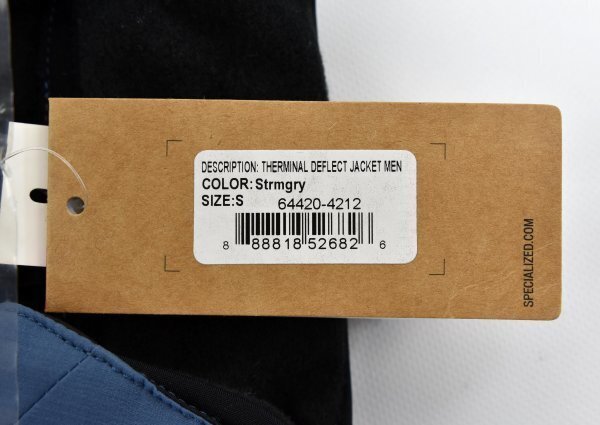 DESCRIPTION: THERMINAL DEFLECT JACKET MEN
COLOR:Strmgry
SIZE:S 64420-4212
8 88818 52682 6
SPECIALIZED.COM